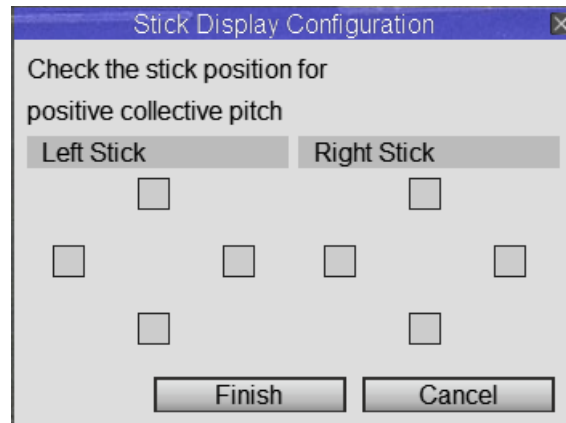 Stick Display Configuration
Check the stick position for
positive collective pitch
Left Stick
Right Stick
Finish
Cancel